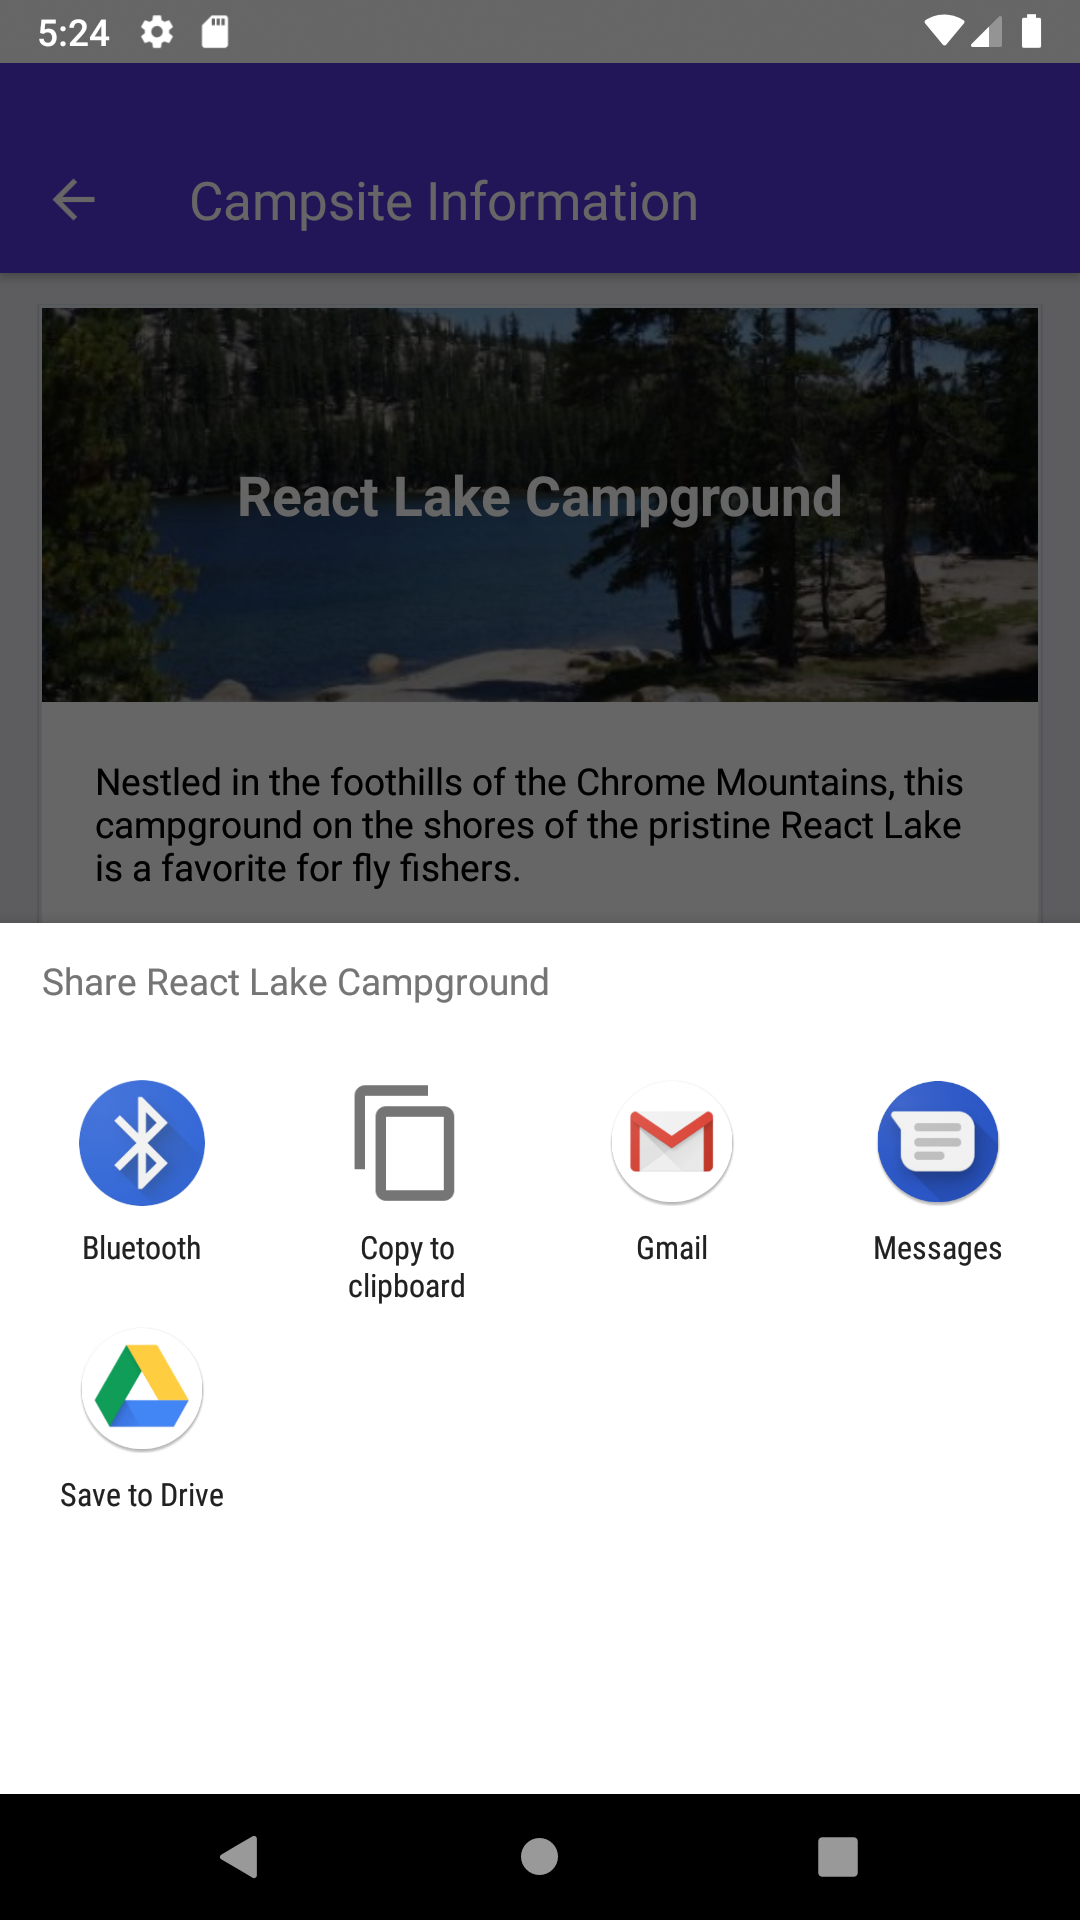 5:24
Campsite Information
React Lake Campground
Nestled in the foothills of the Chrome Mountains, this
campground on the shores of the pristine React Lake
is a favorite for fly fishers.
Share React Lake Campground
Bluetooth
Copy to
clipboard
Gmail
Messages
Save to Drive